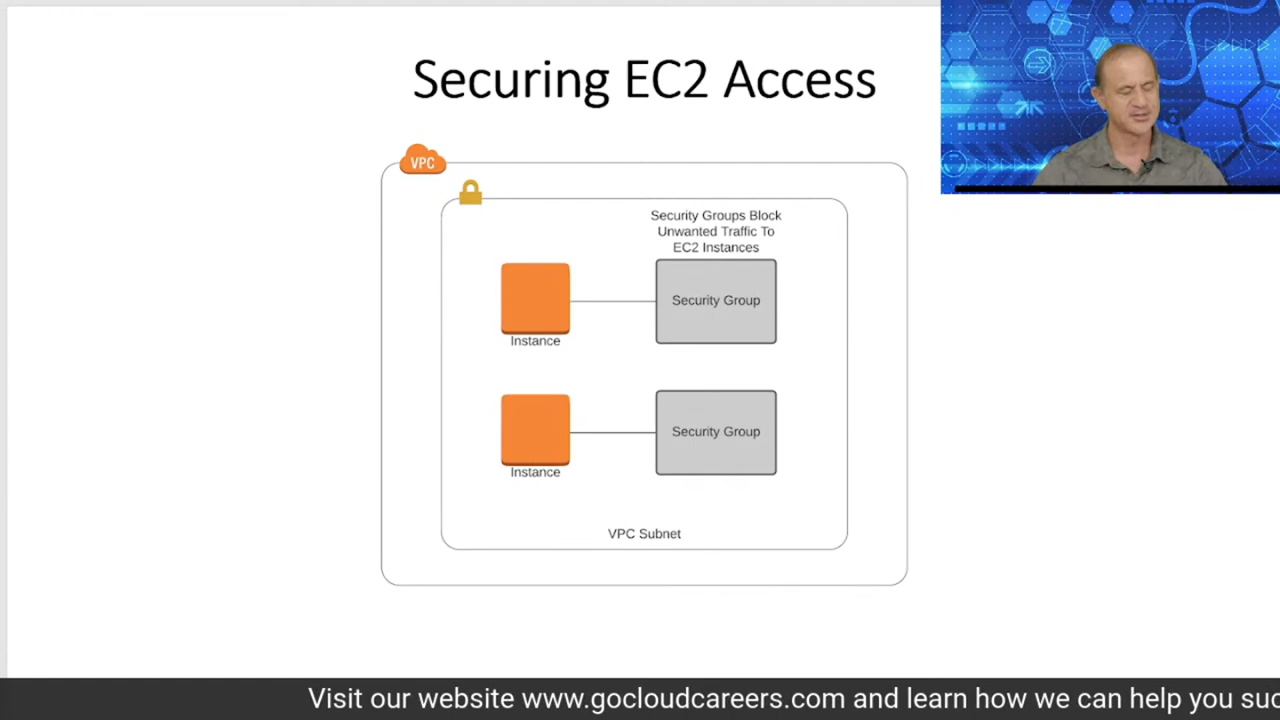 Securing EC2 Access
VPC
Security Groups Block
Unwanted Traffic To
EC2 Instances
Security Group
Instance
Security Group
Instance
VPC Subnet
Visit our website www.gocloudcareers.com and learn how we can help you suc